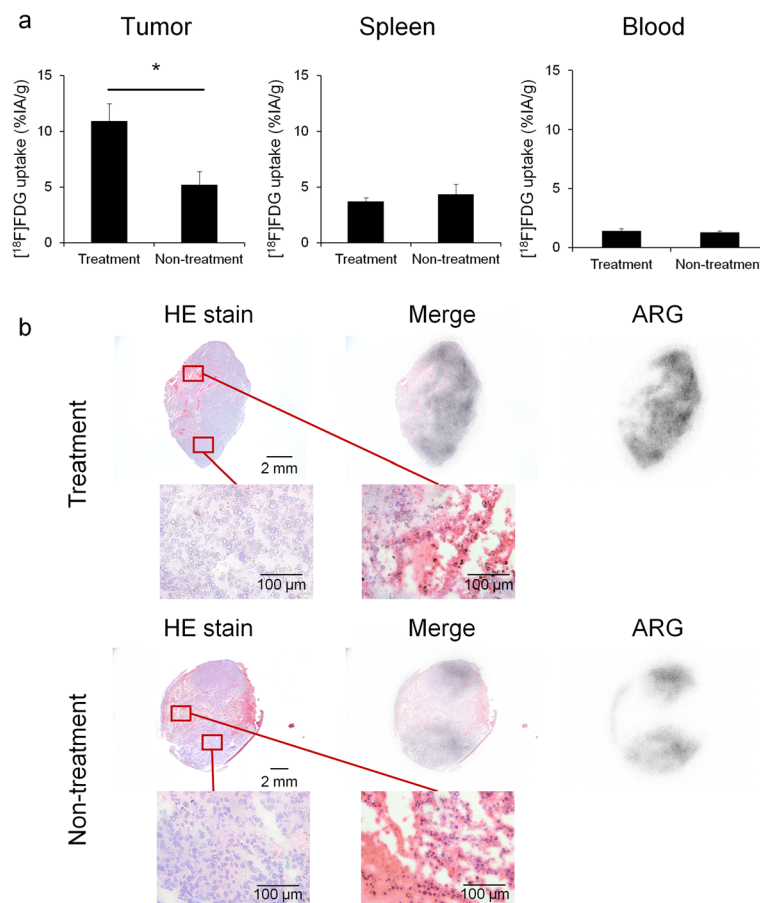 a
Tumor
Spleen
Blood
[¹⁸F]FDG uptake (%IA/g)
15
10
5
0
*
Treatment
Non-treatment
[¹⁸F]FDG uptake (%IA/g)
15
10
5
0
Treatment
Non-treatment
[¹⁸F]FDG uptake (%IA/g)
15
10
5
0
Treatment
Non-treatment
b
HE stain
Merge
ARG
Treatment
2 mm
100 μm
100 μm
HE stain
Merge
ARG
Non-treatment
2 mm
100 μm
100 μm